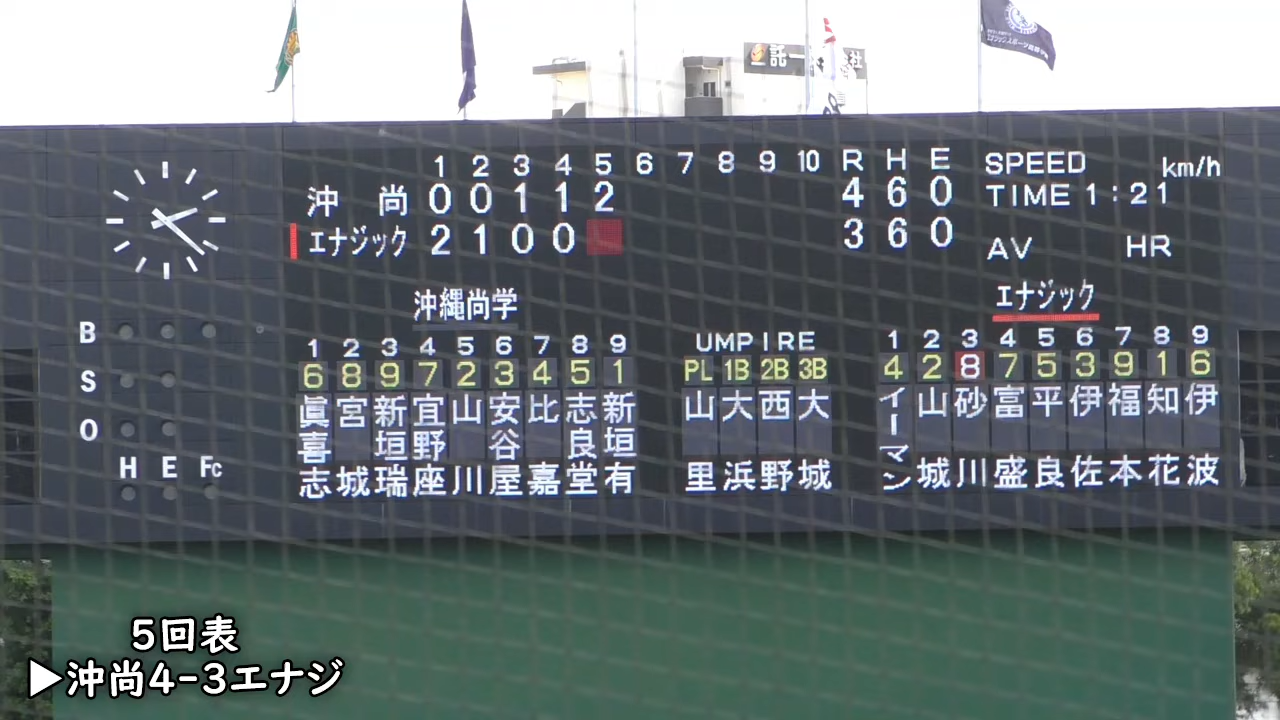 託一
社
1 2 3 4 5 6 7 8 9 10 R H E
沖尚 0 0 1 1 2 4 6 0
エナジック 2 1 0 0 3 6 0
SPEED km/h
TIME 1:21
AV HR
沖縄尚学
1 2 3 4 5 6 7 8 9
6 8 9 7 2 3 4 5 1
眞喜志 宮城 新垣瑞 宜野座 山川 安谷屋 比嘉 志良堂 新垣有
UMPIRE
PL 1B 2B 3B
山里 大浜 西野 大城
エナジック
1 2 3 4 5 6 7 8 9
4 2 8 7 5 3 9 1 6
イーマン 山城 砂川 富盛 平良 伊佐 福本 知花 伊波
B
S
O
H E Fc
5回表
▶沖尚4-3エナジ